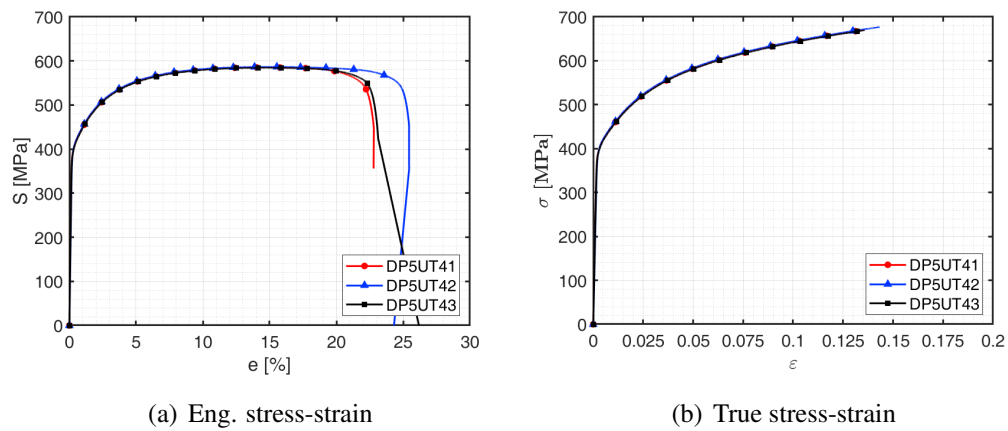 700
600
500
400
300
200
100
0
S [MPa]
0 5 10 15 20 25 30
e [%]
DP5UT41
DP5UT42
DP5UT43
(a) Eng. stress-strain
700
600
500
400
300
200
100
0
σ [MPa]
0 0.025 0.05 0.075 0.1 0.125 0.15 0.175 0.2
ε
DP5UT41
DP5UT42
DP5UT43
(b) True stress-strain